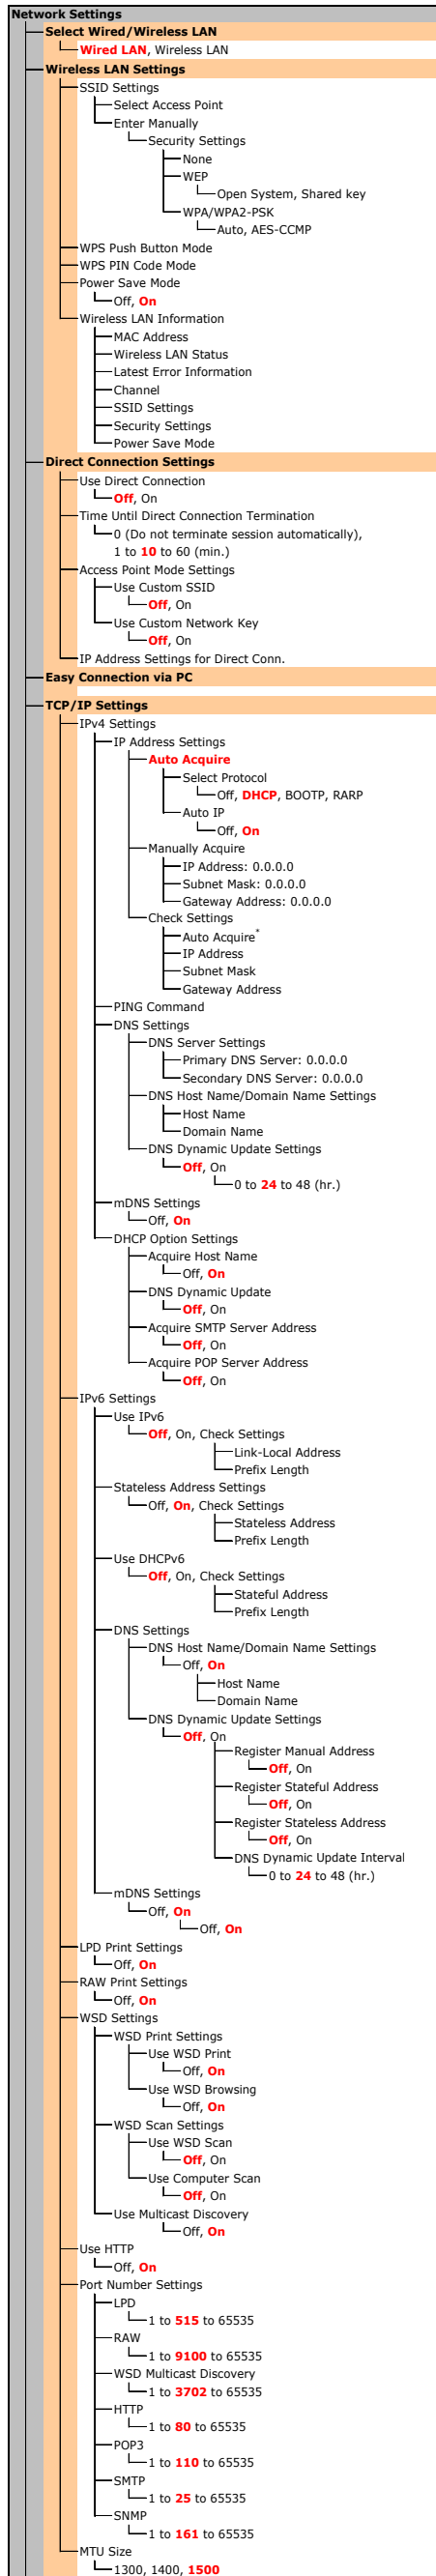 Network Settings
Select Wired/Wireless LAN
Wired LAN, Wireless LAN
Wireless LAN Settings
SSID Settings
Select Access Point
Enter Manually
Security Settings
None
WEP
Open System, Shared key
WPA/WPA2-PSK
Auto, AES-CCMP
WPS Push Button Mode
WPS PIN Code Mode
Power Save Mode
Off, On
Wireless LAN Information
MAC Address
Wireless LAN Status
Latest Error Information
Channel
SSID Settings
Security Settings
Power Save Mode
Direct Connection Settings
Use Direct Connection
Off, On
Time Until Direct Connection Termination
0 (Do not terminate session automatically),
1 to 10 to 60 (min.)
Access Point Mode Settings
Use Custom SSID
Off, On
Use Custom Network Key
Off, On
IP Address Settings for Direct Conn.
Easy Connection via PC
TCP/IP Settings
IPv4 Settings
IP Address Settings
Auto Acquire
Select Protocol
Off, DHCP, BOOTP, RARP
Auto IP
Off, On
Manually Acquire
IP Address: 0.0.0.0
Subnet Mask: 0.0.0.0
Gateway Address: 0.0.0.0
Check Settings
Auto Acquire*
IP Address
Subnet Mask
Gateway Address
PING Command
DNS Settings
DNS Server Settings
Primary DNS Server: 0.0.0.0
Secondary DNS Server: 0.0.0.0
DNS Host Name/Domain Name Settings
Host Name
Domain Name
DNS Dynamic Update Settings
Off, On
0 to 24 to 48 (hr.)
mDNS Settings
Off, On
DHCP Option Settings
Acquire Host Name
Off, On
DNS Dynamic Update
Off, On
Acquire SMTP Server Address
Off, On
Acquire POP Server Address
Off, On
IPv6 Settings
Use IPv6
Off, On, Check Settings
Link-Local Address
Prefix Length
Stateless Address Settings
Off, On, Check Settings
Stateless Address
Prefix Length
Use DHCPv6
Off, On, Check Settings
Stateful Address
Prefix Length
DNS Settings
DNS Host Name/Domain Name Settings
Off, On
Host Name
Domain Name
DNS Dynamic Update Settings
Off, On
Register Manual Address
Off, On
Register Stateful Address
Off, On
Register Stateless Address
Off, On
DNS Dynamic Update Interval
0 to 24 to 48 (hr.)
mDNS Settings
Off, On
Off, On
LPD Print Settings
Off, On
RAW Print Settings
Off, On
WSD Settings
WSD Print Settings
Use WSD Print
Off, On
Use WSD Browsing
Off, On
WSD Scan Settings
Use WSD Scan
Off, On
Use Computer Scan
Off, On
Use Multicast Discovery
Off, On
Use HTTP
Off, On
Port Number Settings
LPD
1 to 515 to 65535
RAW
1 to 9100 to 65535
WSD Multicast Discovery
1 to 3702 to 65535
HTTP
1 to 80 to 65535
POP3
1 to 110 to 65535
SMTP
1 to 25 to 65535
SNMP
1 to 161 to 65535
MTU Size
1300, 1400, 1500